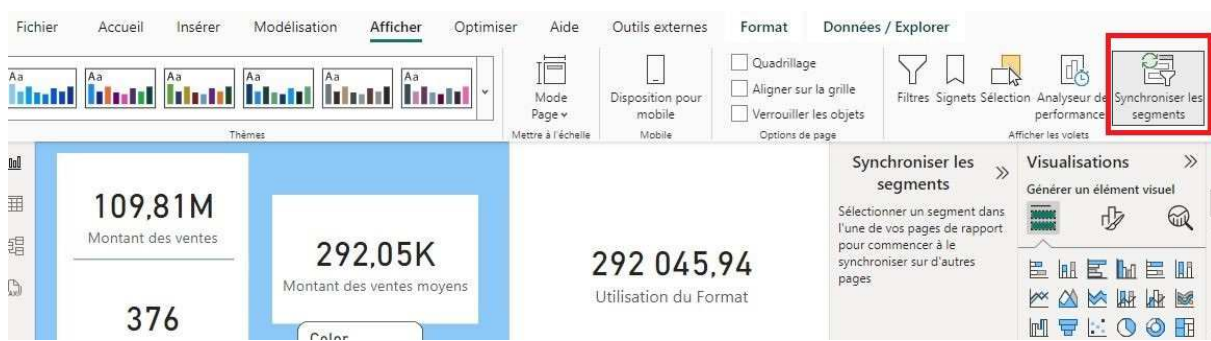 Fichier Accueil Insérer Modélisation Afficher Optimiser Aide Outils externes Format Données / Explorer
Aa Aa Aa Aa Aa Aa
Thèmes
Mode
Page
Mettre à l'échelle
Disposition pour
mobile
Mobile
Quadrillage
Aligner sur la grille
Verrouiller les objets
Options de page
Filtres Signets Sélection Analyseur de
performance
Synchroniser les
segments
Afficher les volets
109,81M
Montant des ventes
376
292,05K
Montant des ventes moyens
Color
292 045,94
Utilisation du Format
Synchroniser les
segments
Sélectionner un segment dans
l'une de vos pages de rapport
pour commencer à le
synchroniser sur d'autres
pages
Visualisations
Générer un élément visuel